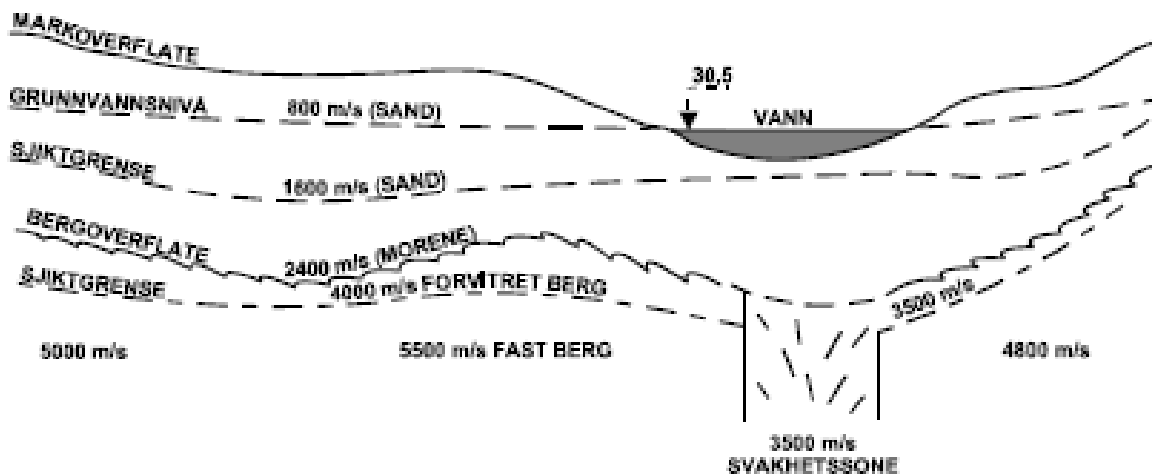 MARKOVERFLATE
30,5
GRUNNVANNSNIVÅ
800 m/s (SAND)
VANN
SJIKTGRENSE
1600 m/s (SAND)
BERGOVERFLATE
2400 m/s (MORENE)
SJIKTGRENSE
4000 m/s FORVITRET BERG
3500 m/s
5000 m/s
5500 m/s FAST BERG
4800 m/s
3500 m/s
SVAKHETSSONE